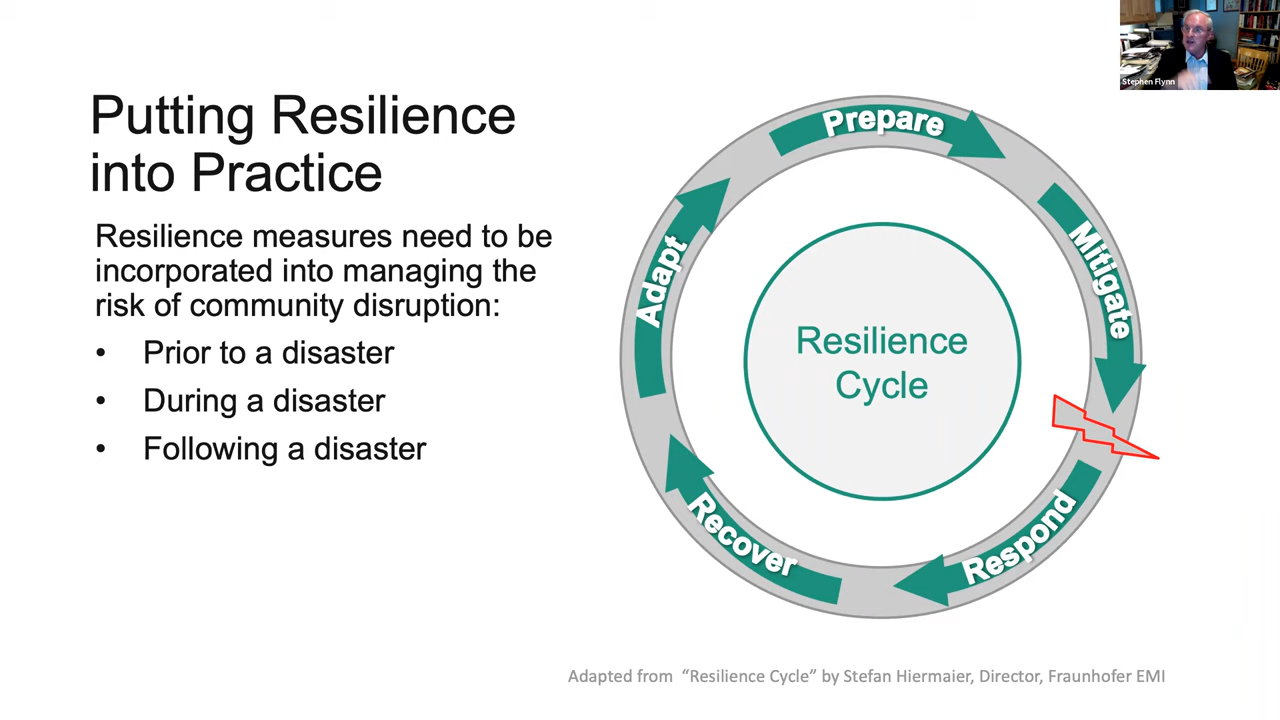 Stephen Flynn
Putting Resilience
into Practice
Resilience measures need to be
incorporated into managing the
risk of community disruption:
• Prior to a disaster
• During a disaster
• Following a disaster
Prepare
Mitigate
Respond
Recover
Adapt
Resilience
Cycle
Adapted from “Resilience Cycle” by Stefan Hiermaier, Director, Fraunhofer EMI